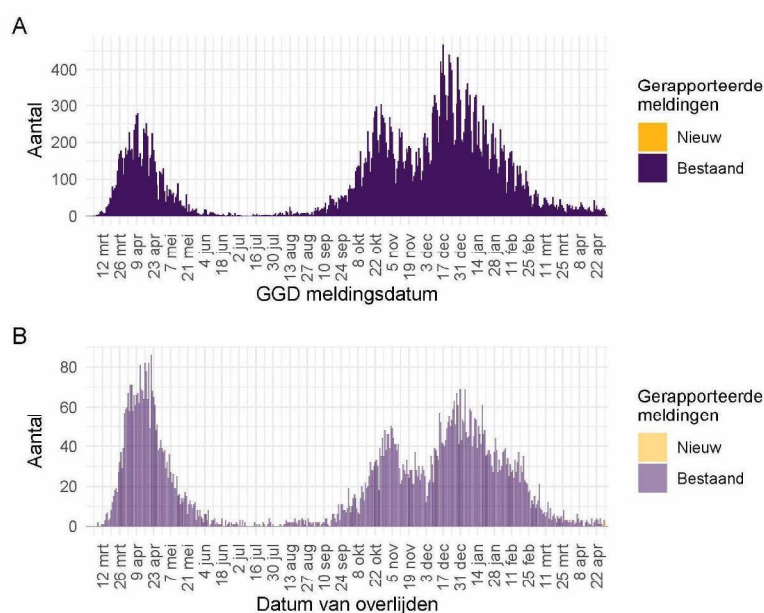 A
Aantal
400
300
200
100
0
12 mrt
26 mrt
9 apr
23 apr
7 mei
21 mei
4 jun
18 jun
2 jul
16 jul
30 jul
13 aug
27 aug
10 sep
24 sep
8 okt
22 okt
5 nov
19 nov
3 dec
17 dec
31 dec
14 jan
28 jan
11 feb
25 feb
11 mrt
25 mrt
8 apr
22 apr
GGD meldingsdatum
Gerapporteerde
meldingen
Nieuw
Bestaand
B
Aantal
80
60
40
20
0
12 mrt
26 mrt
9 apr
23 apr
7 mei
21 mei
4 jun
18 jun
2 jul
16 jul
30 jul
13 aug
27 aug
10 sep
24 sep
8 okt
22 okt
5 nov
19 nov
3 dec
17 dec
31 dec
14 jan
28 jan
11 feb
25 feb
11 mrt
25 mrt
8 apr
22 apr
Datum van overlijden
Gerapporteerde
meldingen
Nieuw
Bestaand